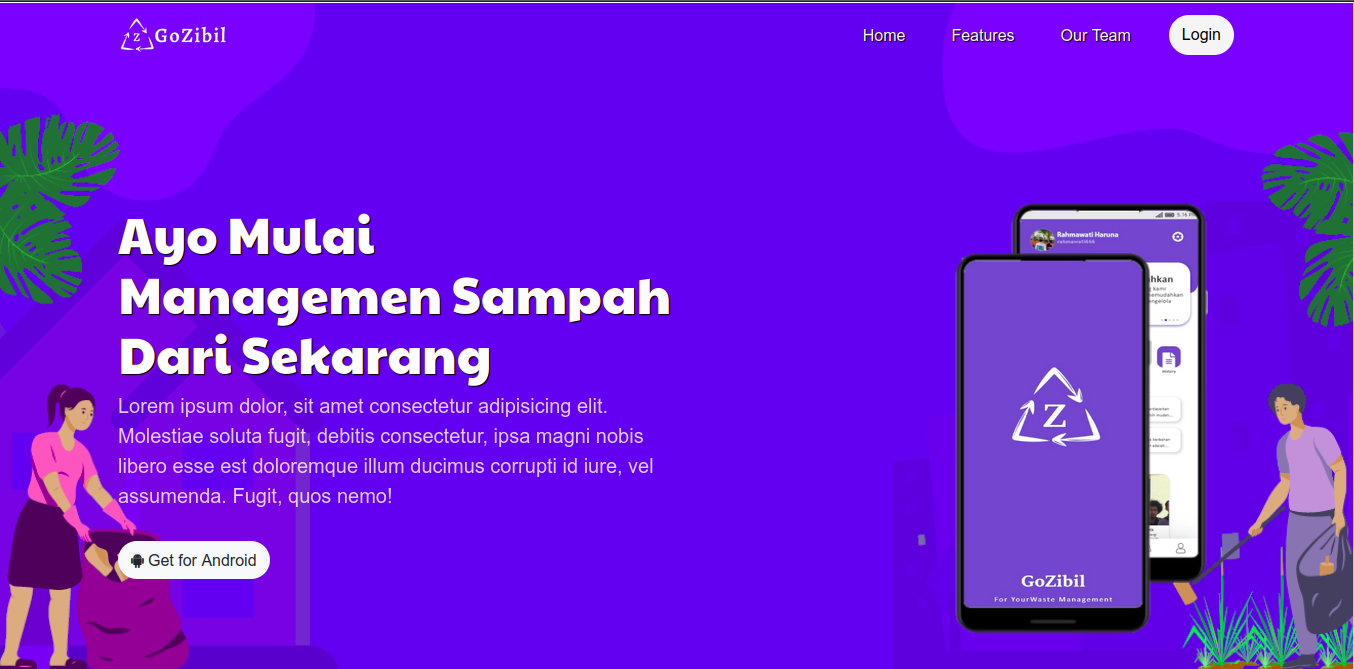 Z GoZibil
Home
Features
Our Team
Login
Ayo Mulai
Managemen Sampah
Dari Sekarang
Lorem ipsum dolor, sit amet consectetur adipisicing elit.
Molestiae soluta fugit, debitis consectetur, ipsa magni nobis
libero esse est doloremque illum ducimus corrupti id iure, vel
assumenda. Fugit, quos nemo!
Get for Android
Rahmawati Haruna
History
Z
GoZibil
For YourWaste Management